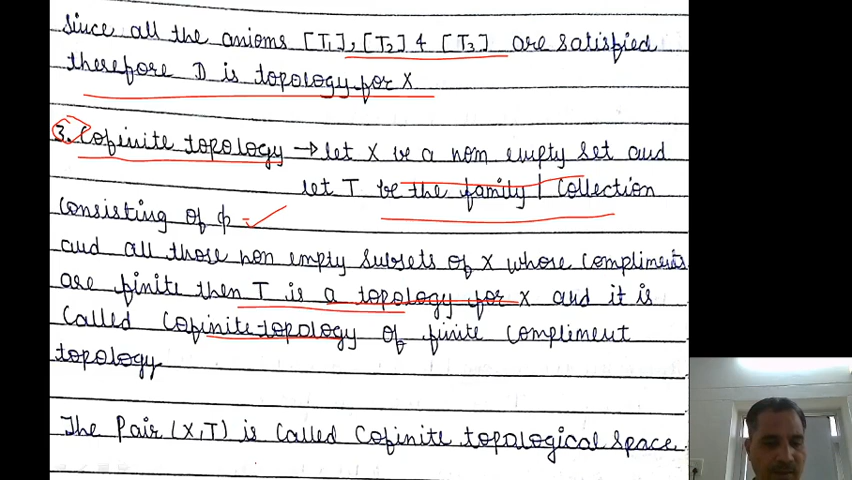 Since all the anioms [T1], [T2] & [T3] are satisfied
therefore D is topology for X
3. Cofinite topology → let X be a non empty set and
let T be the family / Collection
Consisting of ϕ
and all those non empty subsets of X whose compliments
are finite then T is a topology for X and it is
Called Cofinite topology of finite compliment
topology
The Pair (X,T) is Called Cofinite topological space